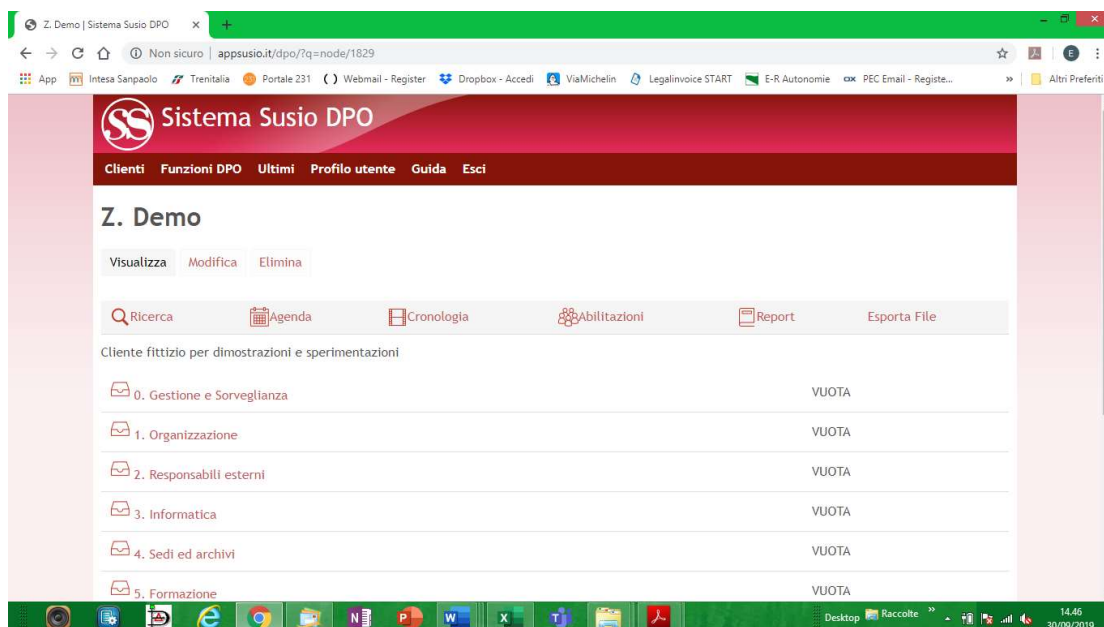 Z. Demo | Sistema Susio DPO
Non sicuro | appsusio.it/dpo/?q=node/1829
E
App Intesa Sanpaolo Trenitalia Portale 231 Webmail - Register Dropbox - Accedi ViaMichelin Legalinvoice START E-R Autonomie PEC Email - Registe... » Altri Preferiti
SS Sistema Susio DPO
Clienti Funzioni DPO Ultimi Profilo utente Guida Esci
Z. Demo
Visualizza Modifica Elimina
Ricerca Agenda Cronologia Abilitazioni Report Esporta File
Cliente fittizio per dimostrazioni e sperimentazioni
0. Gestione e Sorveglianza VUOTA
1. Organizzazione VUOTA
2. Responsabili esterni VUOTA
3. Informatica VUOTA
4. Sedi ed archivi VUOTA
5. Formazione VUOTA
Desktop Raccolte » 14.46
30/09/2019